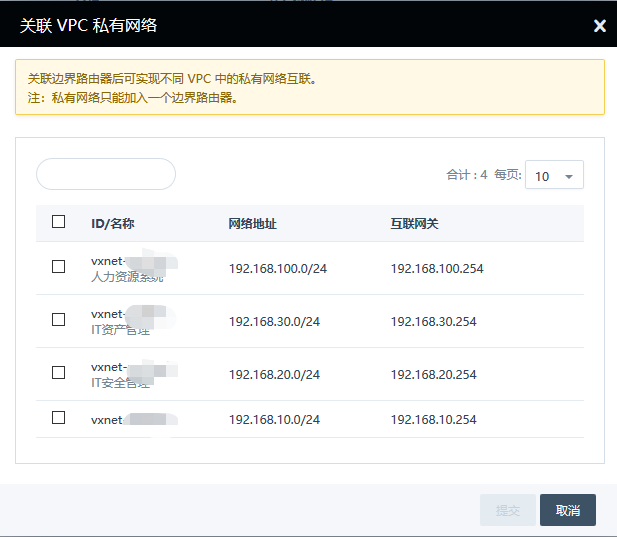 关联 VPC 私有网络
关联边界路由器后可实现不同 VPC 中的私有网络互联。
注：私有网络只能加入一个边界路由器。
合计 : 4 每页: 10
ID/名称 网络地址 互联网关
vxnet-
人力资源系统 192.168.100.0/24 192.168.100.254
vxnet-
IT资产管理 192.168.30.0/24 192.168.30.254
vxnet-
IT安全管理 192.168.20.0/24 192.168.20.254
vxnet- 192.168.10.0/24 192.168.10.254
提交 取消